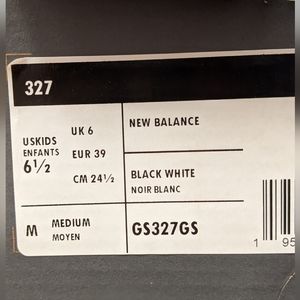 327
USKIDS
ENFANTS
6½
UK 6
EUR 39
CM 24½
NEW BALANCE
BLACK WHITE
NOIR BLANC
M
MEDIUM
MOYEN
GS327GS
1 95